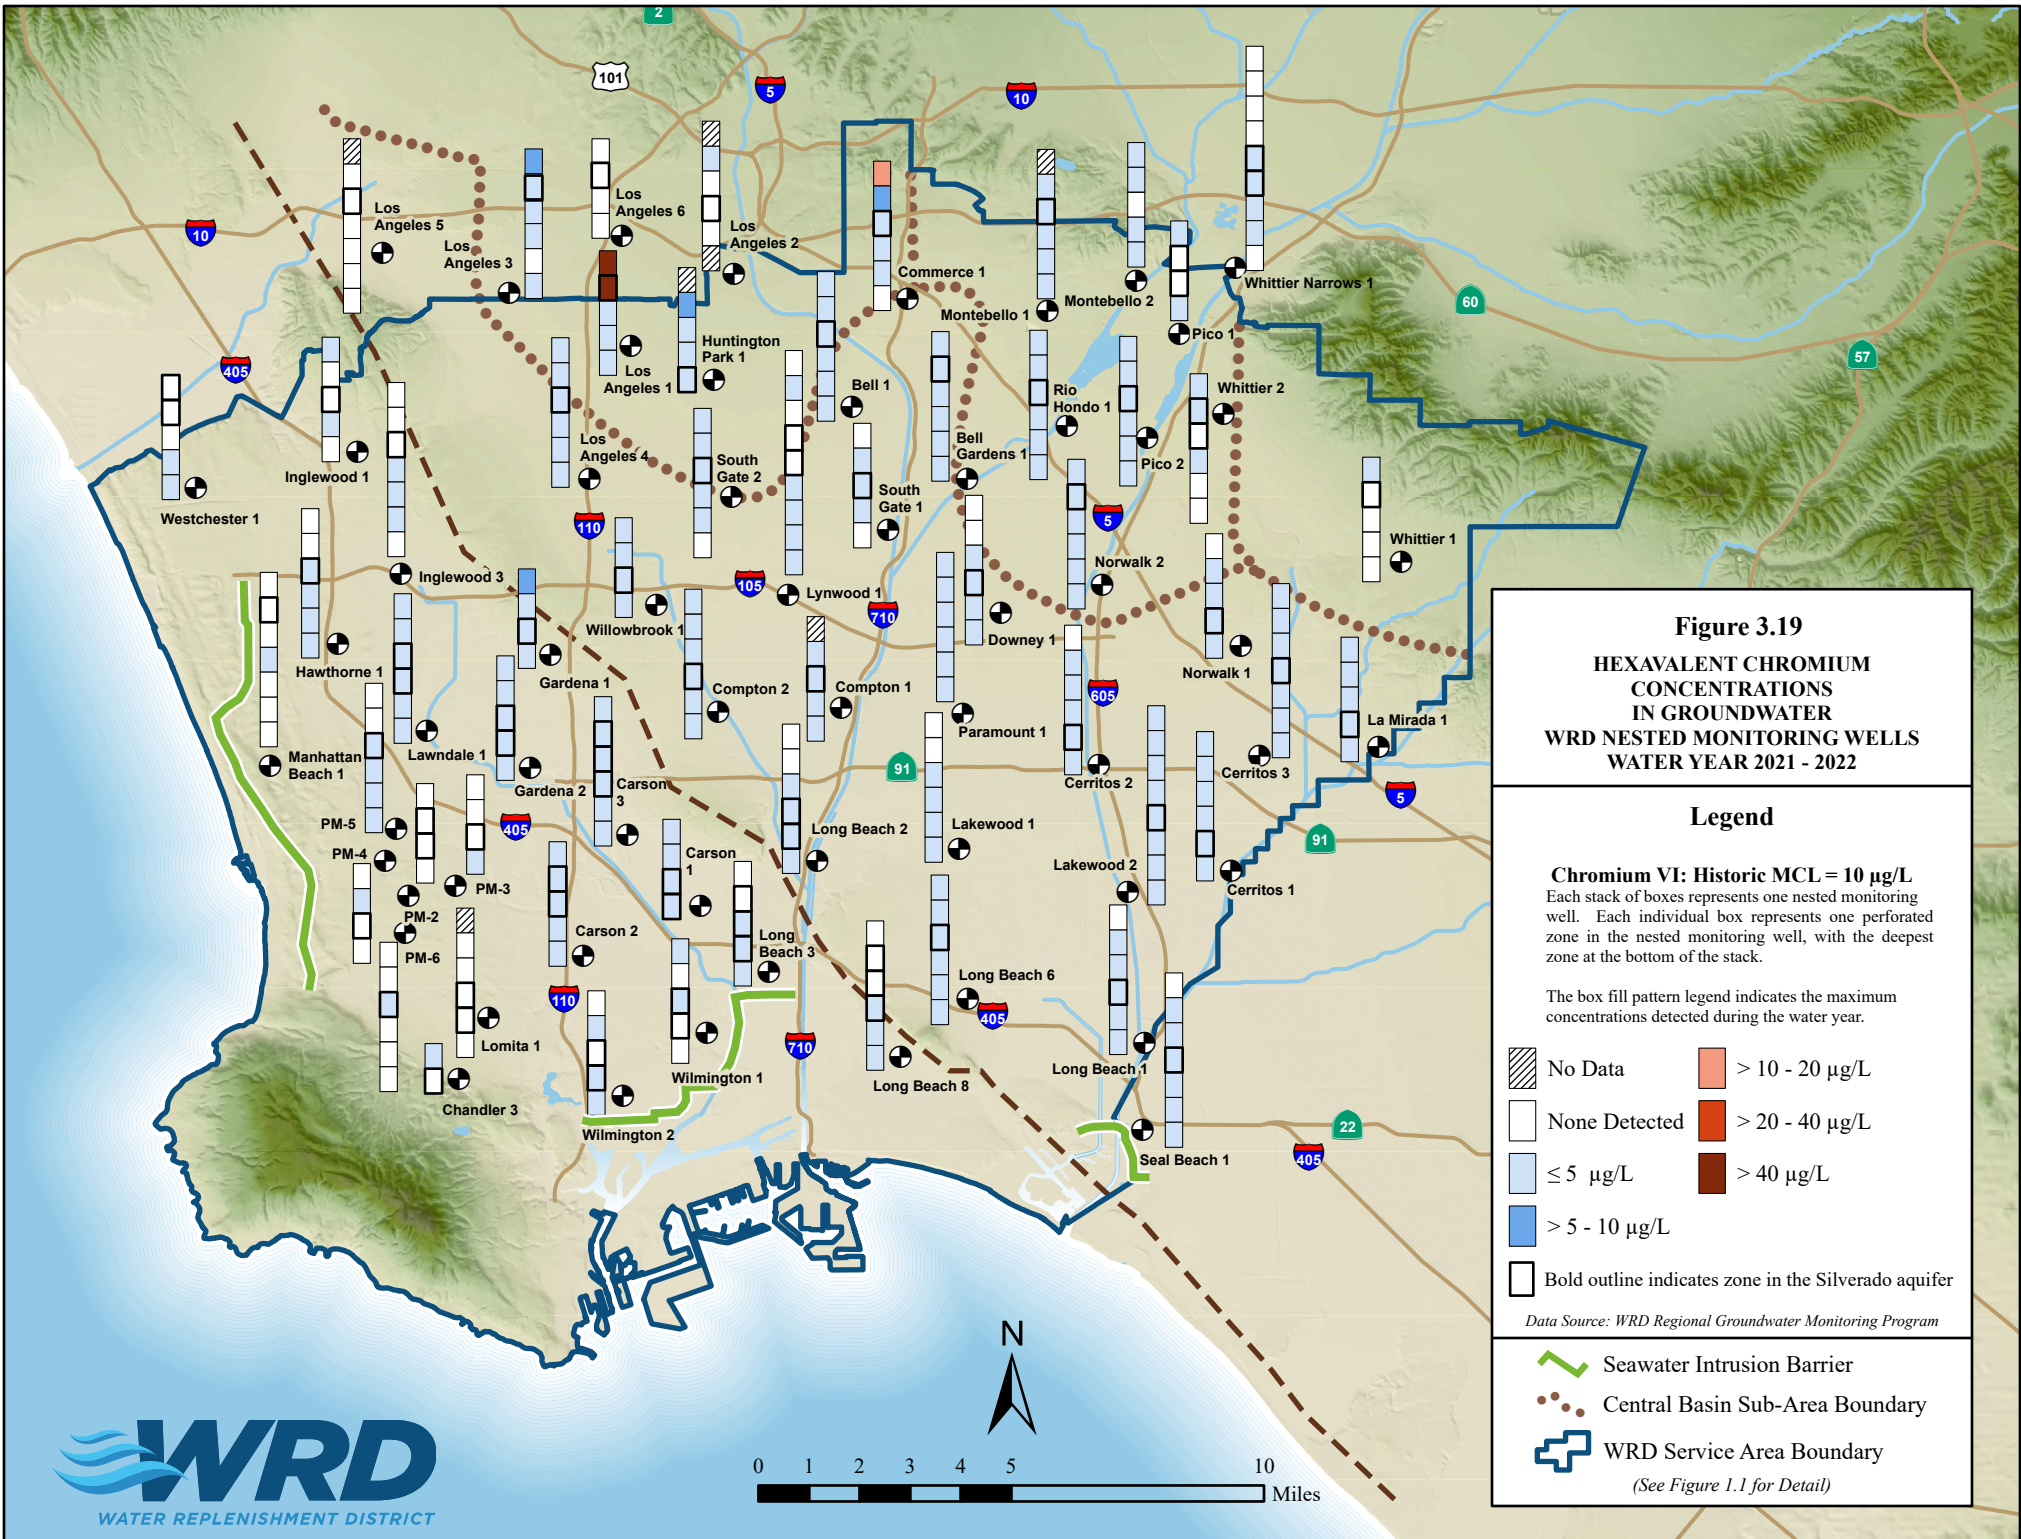 2
101
5
10
Los
Angeles 5
Los
Angeles 6
Los
Angeles 2
10
Los
Angeles 3
Commerce 1
Montebello 2
Whittier Narrows 1
Montebello 1
60
Pico 1
Huntington
Park 1
57
405
Los
Angeles 1
Bell 1
Rio
Hondo 1
Whittier 2
Los
Angeles 4
South
Gate 2
Bell
Gardens 1
Pico 2
Inglewood 1
South
Gate 1
Westchester 1
110
5
Whittier 1
Norwalk 2
Inglewood 3
105
Lynwood 1
710
Willowbrook 1
Downey 1
Hawthorne 1
Gardena 1
Norwalk 1
Compton 2
Compton 1
605
La Mirada 1
Paramount 1
Manhattan
Beach 1
Lawndale 1
91
Cerritos 3
Cerritos 2
Gardena 2
Carson
3
5
PM-5
405
Long Beach 2
Lakewood 1
91
PM-4
Carson
1
Lakewood 2
PM-3
Cerritos 1
PM-2
Carson 2
Long
Beach 3
PM-6
Long Beach 6
110
405
Lomita 1
710
Long Beach 1
Wilmington 1
Long Beach 8
Chandler 3
22
Wilmington 2
405
Seal Beach 1
Figure 3.19
HEXAVALENT CHROMIUM
CONCENTRATIONS
IN GROUNDWATER
WRD NESTED MONITORING WELLS
WATER YEAR 2021 - 2022
Legend
Chromium VI: Historic MCL = 10 µg/L
Each stack of boxes represents one nested monitoring
well. Each individual box represents one perforated
zone in the nested monitoring well, with the deepest
zone at the bottom of the stack.
The box fill pattern legend indicates the maximum
concentrations detected during the water year.
No Data
> 10 - 20 µg/L
None Detected
> 20 - 40 µg/L
≤ 5 µg/L
> 40 µg/L
> 5 - 10 µg/L
Bold outline indicates zone in the Silverado aquifer
Data Source: WRD Regional Groundwater Monitoring Program
Seawater Intrusion Barrier
Central Basin Sub-Area Boundary
WRD Service Area Boundary
(See Figure 1.1 for Detail)
N
0 1 2 3 4 5 10
Miles
WRD
WATER REPLENISHMENT DISTRICT